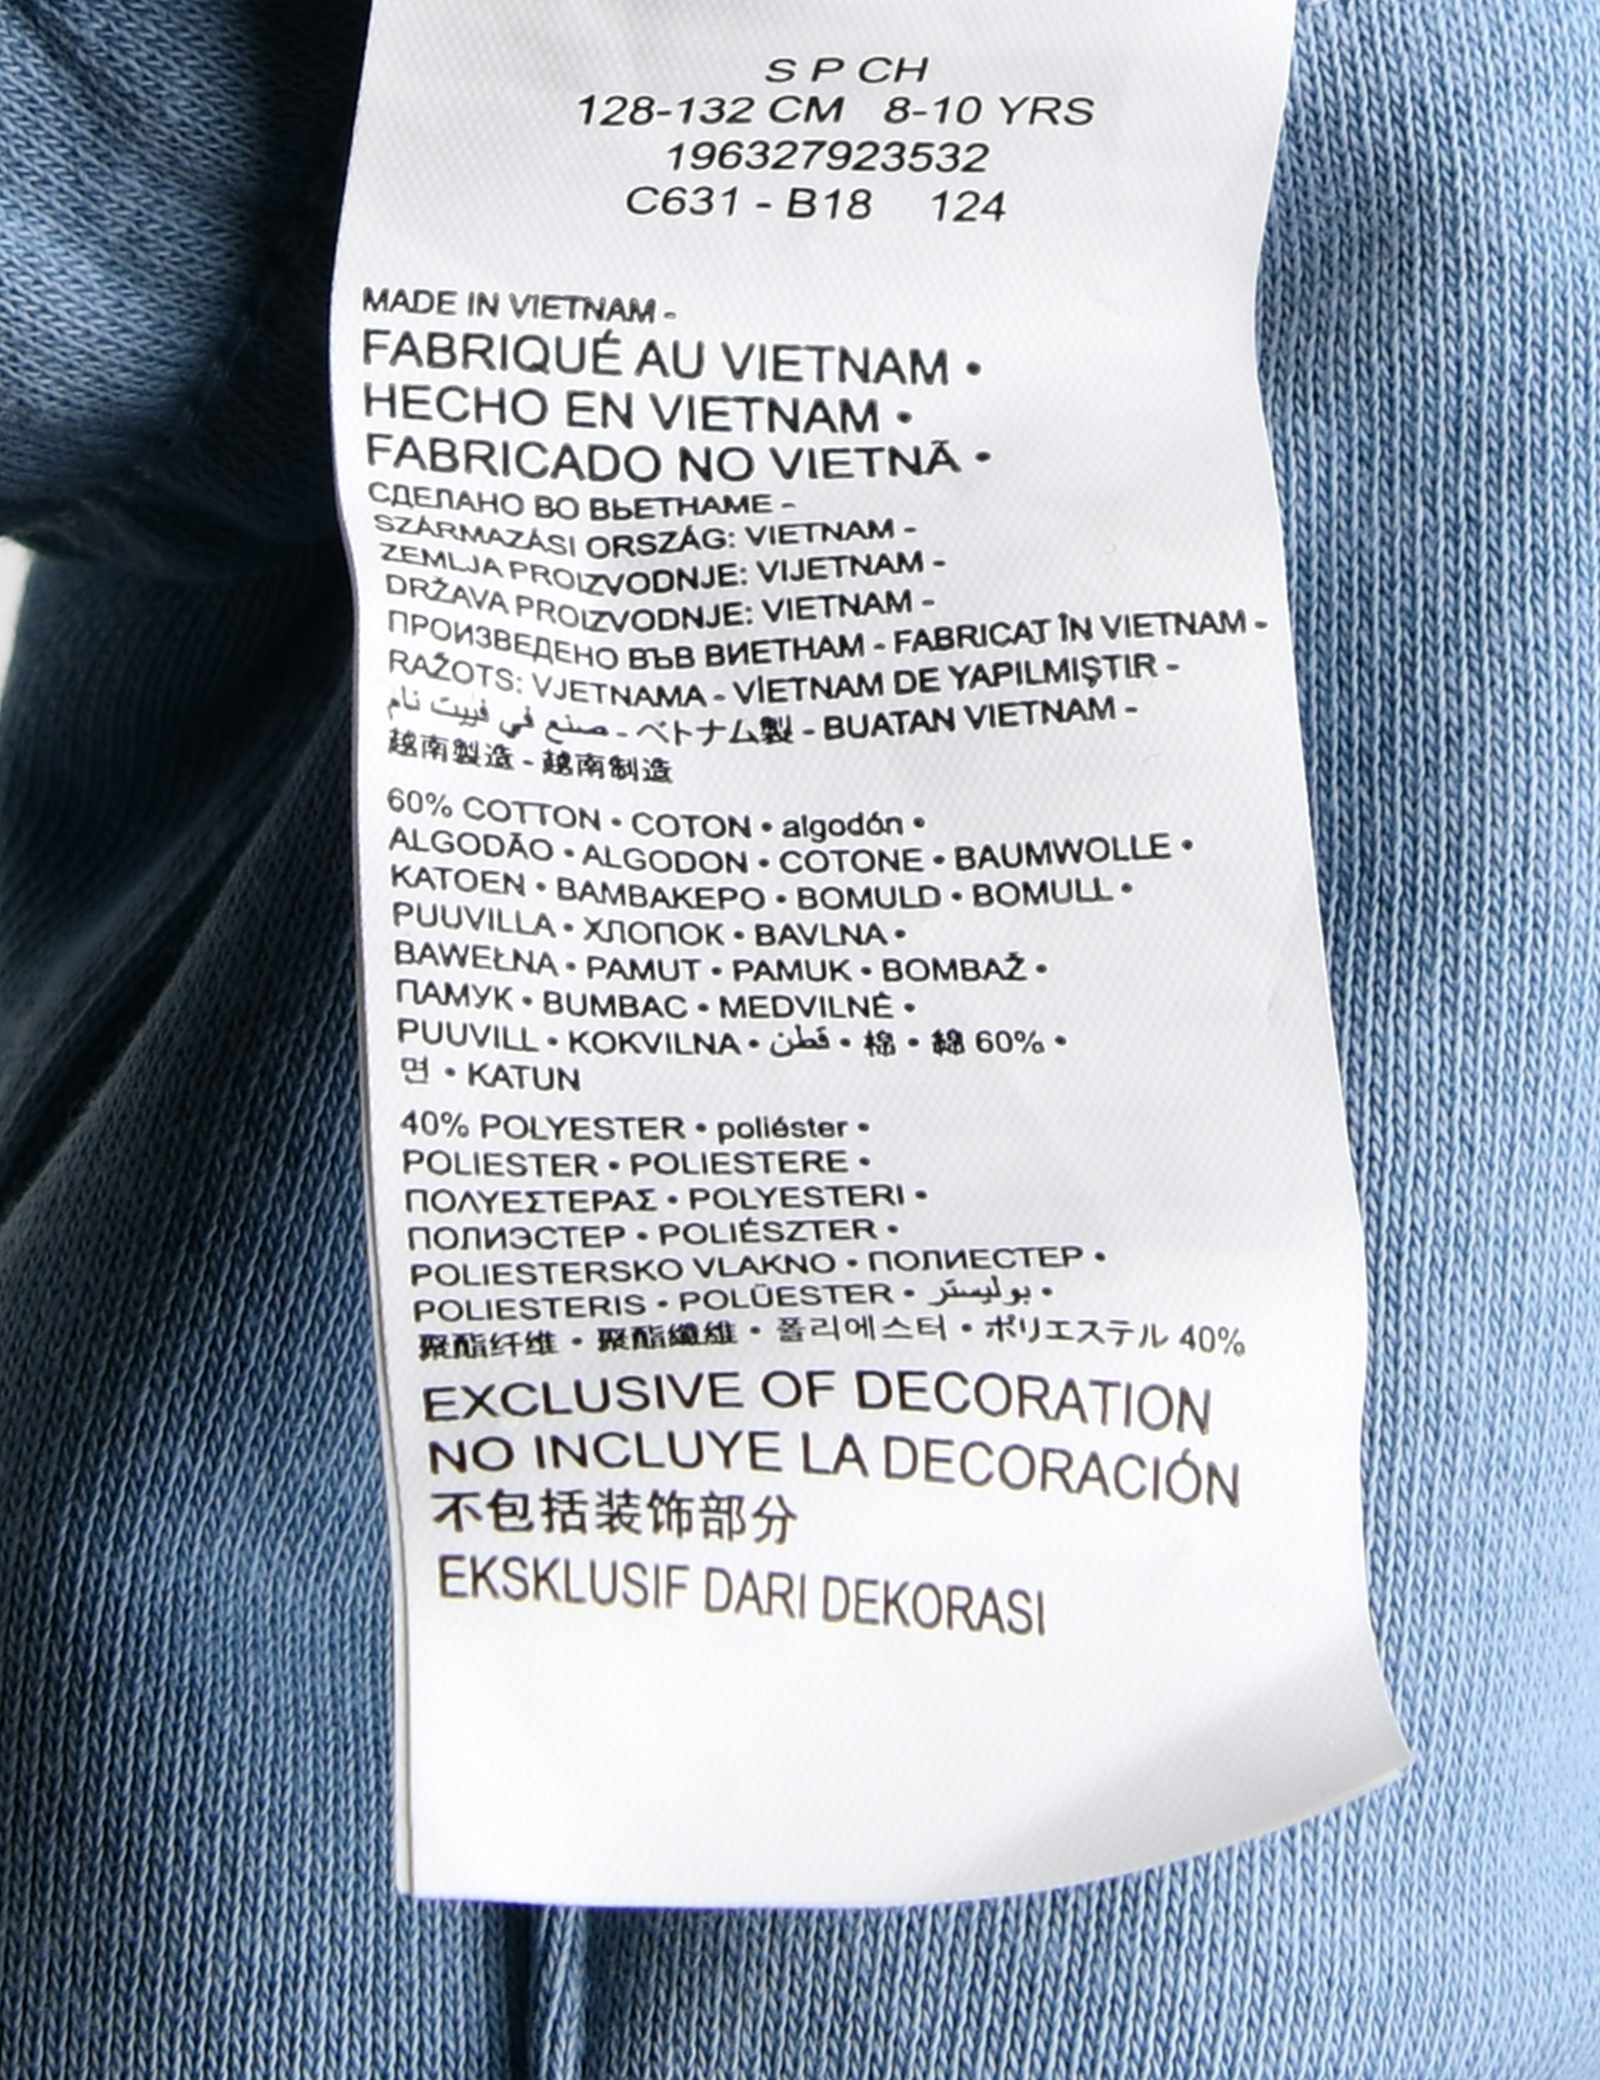 S P CH
128-132 CM 8-10 YRS
196327923532
C631 - B18 124
MADE IN VIETNAM -
FABRIQUÉ AU VIETNAM •
HECHO EN VIETNAM •
FABRICADO NO VIETNÃ •
СДЕЛАНО ВО ВЬЕТНАМЕ -
SZÁRMAZÁSI ORSZÁG: VIETNAM -
ZEMLJA PROIZVODNJE: VIJETNAM -
DRŽAVA PROIZVODNJE: VIETNAM -
ПРОИЗВЕДЕНО ВЪВ ВИЕТНАМ - FABRICAT ÎN VIETNAM -
RAŽOTS: VJETNAMA - VİETNAM DE YAPILMIŞTIR -
صنع في فييت نام - ベトナム製 - BUATAN VIETNAM -
越南製造 - 越南制造
60% COTTON • COTON • algodón •
ALGODÃO • ALGODON • COTONE • BAUMWOLLE •
KATOEN • ΒΑΜΒΑΚΕΡΟ • BOMULD • BOMULL •
PUUVILLA • ХЛОПОК • BAVLNA •
BAWEŁNA • PAMUT • PAMUK • BOMBAŽ •
ПАМУК • BUMBAC • MEDVILNĖ •
PUUVILL • KOKVILNA • قطن • 棉 • 綿 60% •
면 • KATUN
40% POLYESTER • poliéster •
POLIESTER • POLIESTERE •
ΠΟΛΥΕΣΤΕΡΑΣ • POLYESTERI •
ПОЛИЭСТЕР • POLIÉSZTER •
POLIESTERSKO VLAKNO • ПОЛИЕСТЕР •
POLIESTERIS • POLÜESTER • بوليستر •
聚酯纤维 • 聚酯纖維 • 폴리에스터 • ポリエステル 40%
EXCLUSIVE OF DECORATION
NO INCLUYE LA DECORACIÓN
不包括装饰部分
EKSKLUSIF DARI DEKORASI